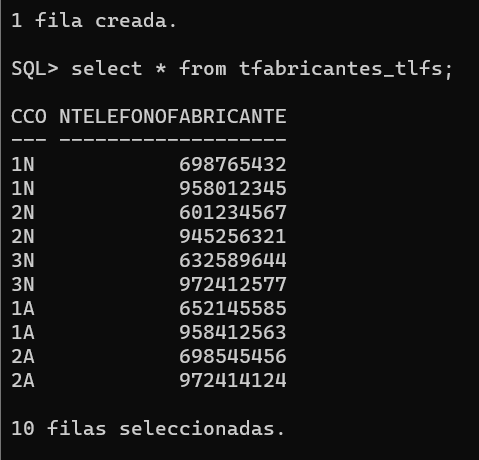 1 fila creada.
SQL> select * from tfabricantes_tlfs;
CCO NTELEFONOFABRICANTE
--- -------------------
1N 698765432
1N 958012345
2N 601234567
2N 945256321
3N 632589644
3N 972412577
1A 652145585
1A 958412563
2A 698545456
2A 972414124
10 filas seleccionadas.